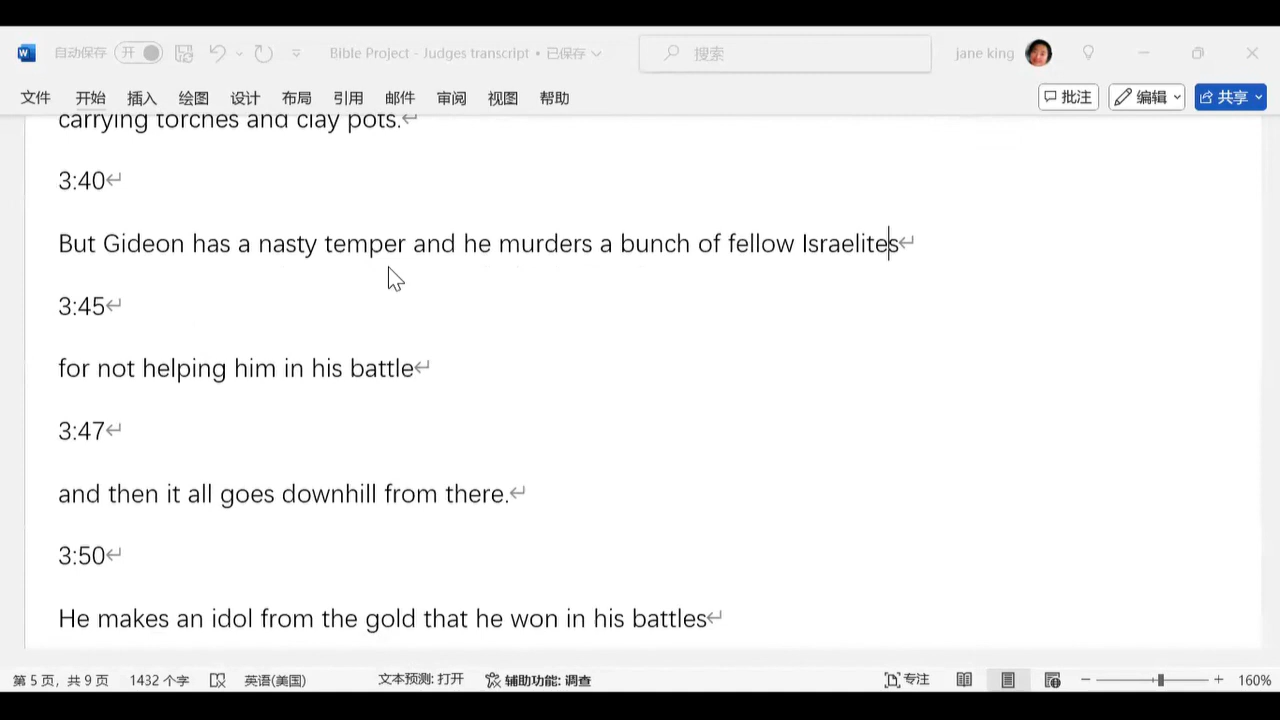 自动保存 开 Bible Project - Judges transcript • 已保存 搜索 jane king
文件 开始 插入 绘图 设计 布局 引用 邮件 审阅 视图 帮助 批注 编辑 共享
carrying torches and clay pots.
3:40
But Gideon has a nasty temper and he murders a bunch of fellow Israelites
3:45
for not helping him in his battle
3:47
and then it all goes downhill from there.
3:50
He makes an idol from the gold that he won in his battles
第 5 页，共 9 页 1432 个字 英语(美国) 文本预测: 打开 辅助功能: 调查 专注 160%